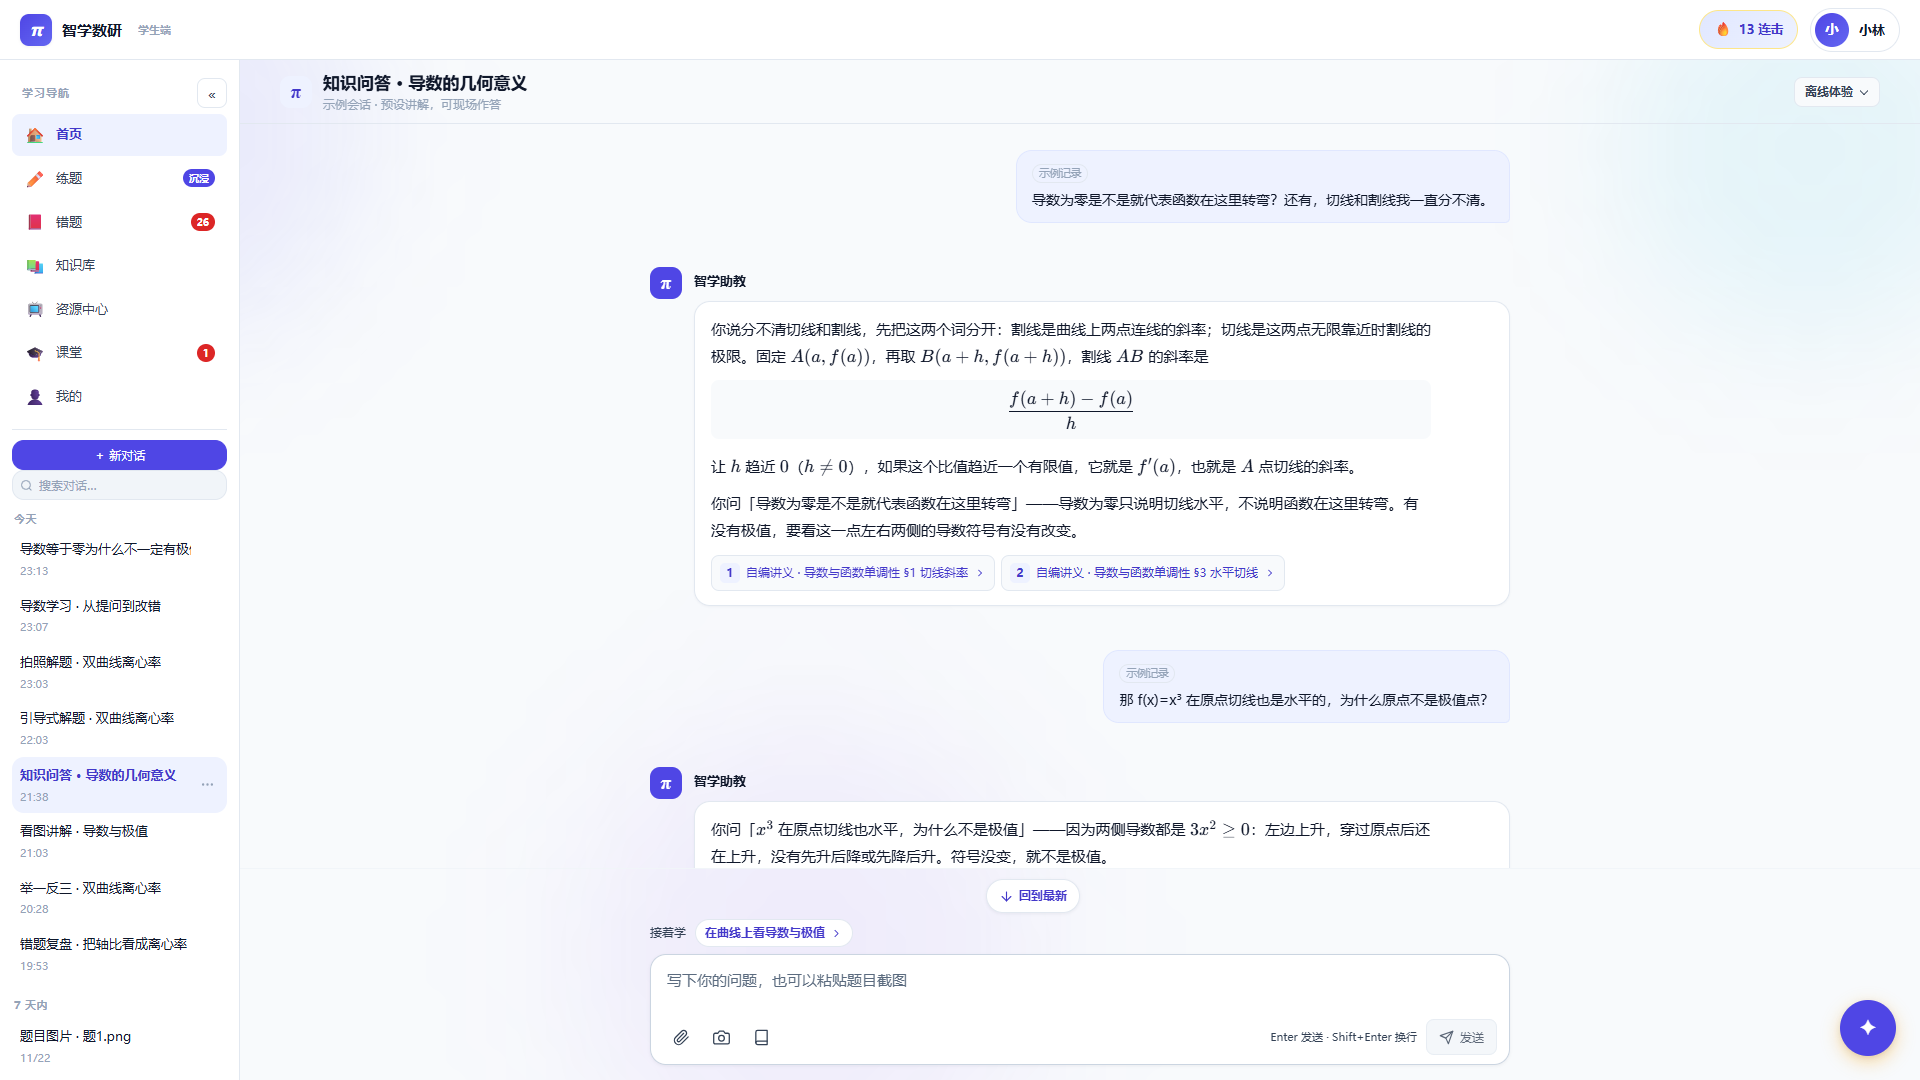 π 智学数研 学生端
13 连击
小 小林
学习导航 «
首页
练题 沉浸
错题 26
知识库
资源中心
课堂 1
我的
+ 新对话
搜索对话...
今天
导数等于零为什么不一定有极
23:13
导数学习 · 从提问到改错
23:07
拍照解题 · 双曲线离心率
23:03
引导式解题 · 双曲线离心率
22:03
知识问答 • 导数的几何意义 ...
21:38
看图讲解 · 导数与极值
21:03
举一反三 · 双曲线离心率
20:28
错题复盘 · 把轴比看成离心率
19:53
7 天内
题目图片 · 题1.png
11/22
π 知识问答 • 导数的几何意义
示例会话 · 预设讲解，可现场作答
离线体验
示例记录
导数为零是不是就代表函数在这里转弯？还有，切线和割线我一直分不清。
π 智学助教
你说分不清切线和割线，先把这两个词分开：割线是曲线上两点连线的斜率；切线是这两点无限靠近时割线的
极限。固定 A(a, f(a))，再取 B(a + h, f(a + h))，割线 AB 的斜率是
f(a + h) − f(a)
h
让 h 趋近 0（h ≠ 0），如果这个比值趋近一个有限值，它就是 f′(a)，也就是 A 点切线的斜率。
你问「导数为零是不是就代表函数在这里转弯」——导数为零只说明切线水平，不说明函数在这里转弯。有
没有极值，要看这一点左右两侧的导数符号有没有改变。
1 自编讲义 · 导数与函数单调性 §1 切线斜率 ›
2 自编讲义 · 导数与函数单调性 §3 水平切线 ›
示例记录
那 f(x)=x³ 在原点切线也是水平的，为什么原点不是极值点？
π 智学助教
你问「x³ 在原点切线也水平，为什么不是极值」——因为两侧导数都是 3x² ≥ 0：左边上升，穿过原点后还
在上升，没有先升后降或先降后升。符号没变，就不是极值。
↓ 回到最新
接着学 在曲线上看导数与极值 ›
写下你的问题，也可以粘贴题目截图
Enter 发送 · Shift+Enter 换行 发送